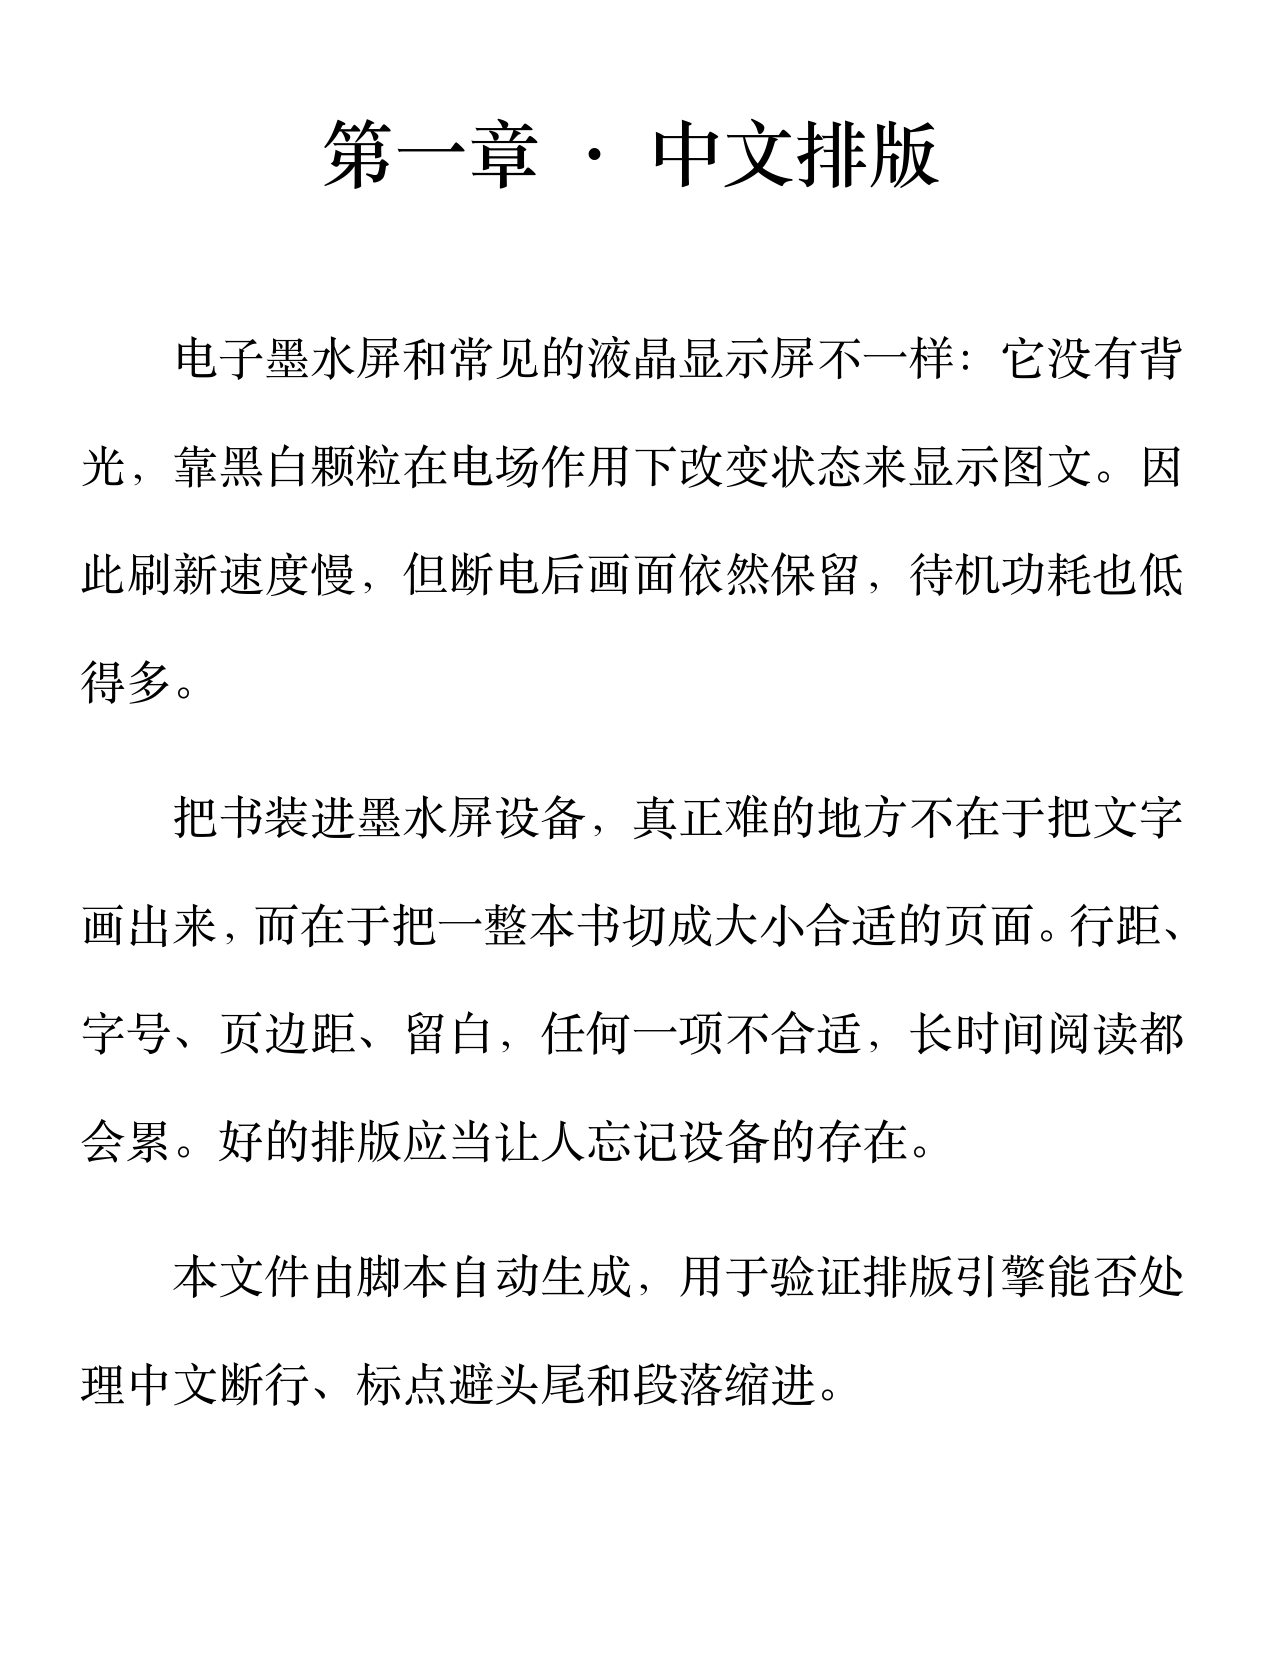 第一章 · 中文排版
电子墨水屏和常见的液晶显示屏不一样：它没有背
光，靠黑白颗粒在电场作用下改变状态来显示图文。因
此刷新速度慢，但断电后画面依然保留，待机功耗也低
得多。
把书装进墨水屏设备，真正难的地方不在于把文字
画出来，而在于把一整本书切成大小合适的页面。行距、
字号、页边距、留白，任何一项不合适，长时间阅读都
会累。好的排版应当让人忘记设备的存在。
本文件由脚本自动生成，用于验证排版引擎能否处
理中文断行、标点避头尾和段落缩进。